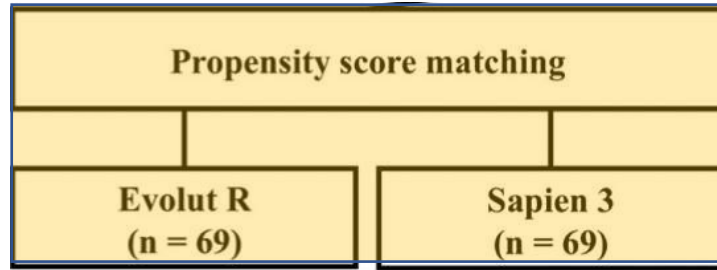 Propensity score matching
Evolut R
(n = 69)
Sapien 3
(n = 69)